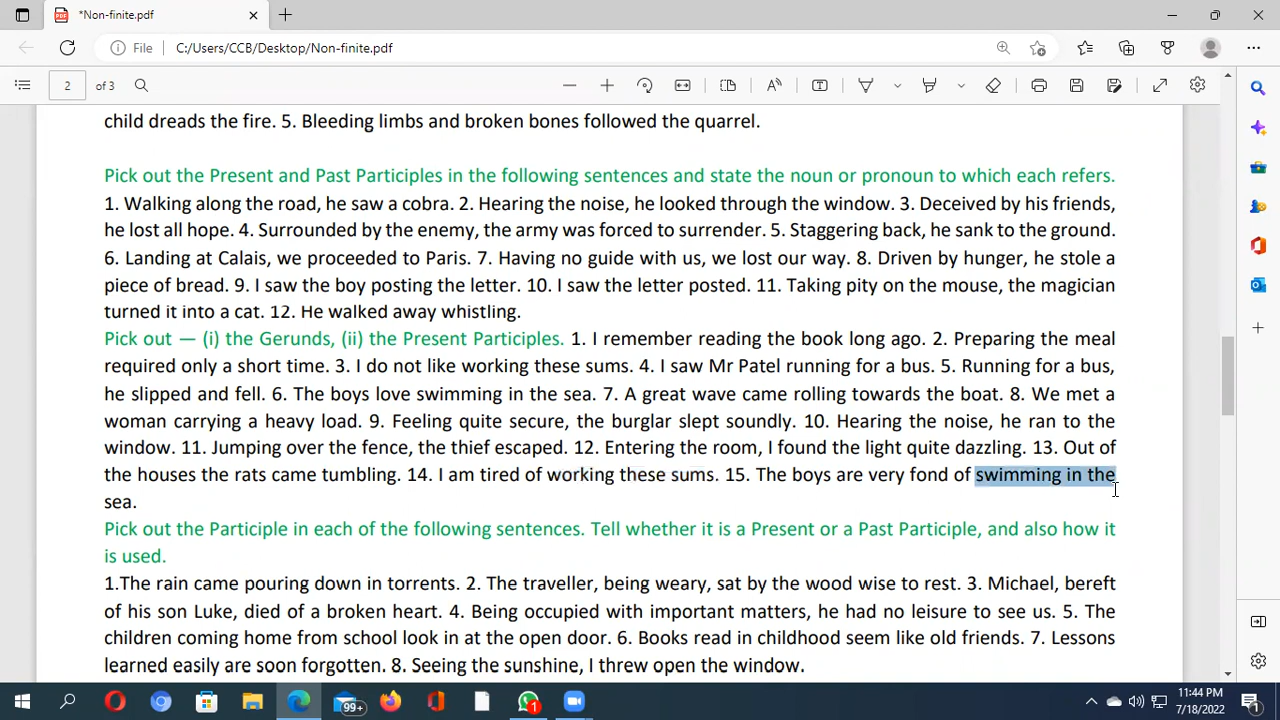 *Non-finite.pdf
File
C:/Users/CCB/Desktop/Non-finite.pdf
2 of 3
child dreads the fire. 5. Bleeding limbs and broken bones followed the quarrel.
Pick out the Present and Past Participles in the following sentences and state the noun or pronoun to which each refers.
1. Walking along the road, he saw a cobra. 2. Hearing the noise, he looked through the window. 3. Deceived by his friends,
he lost all hope. 4. Surrounded by the enemy, the army was forced to surrender. 5. Staggering back, he sank to the ground.
6. Landing at Calais, we proceeded to Paris. 7. Having no guide with us, we lost our way. 8. Driven by hunger, he stole a
piece of bread. 9. I saw the boy posting the letter. 10. I saw the letter posted. 11. Taking pity on the mouse, the magician
turned it into a cat. 12. He walked away whistling.
Pick out — (i) the Gerunds, (ii) the Present Participles. 1. I remember reading the book long ago. 2. Preparing the meal
required only a short time. 3. I do not like working these sums. 4. I saw Mr Patel running for a bus. 5. Running for a bus,
he slipped and fell. 6. The boys love swimming in the sea. 7. A great wave came rolling towards the boat. 8. We met a
woman carrying a heavy load. 9. Feeling quite secure, the burglar slept soundly. 10. Hearing the noise, he ran to the
window. 11. Jumping over the fence, the thief escaped. 12. Entering the room, I found the light quite dazzling. 13. Out of
the houses the rats came tumbling. 14. I am tired of working these sums. 15. The boys are very fond of swimming in the
sea.
Pick out the Participle in each of the following sentences. Tell whether it is a Present or a Past Participle, and also how it
is used.
1.The rain came pouring down in torrents. 2. The traveller, being weary, sat by the wood wise to rest. 3. Michael, bereft
of his son Luke, died of a broken heart. 4. Being occupied with important matters, he had no leisure to see us. 5. The
children coming home from school look in at the open door. 6. Books read in childhood seem like old friends. 7. Lessons
learned easily are soon forgotten. 8. Seeing the sunshine, I threw open the window.
99+
1
11:44 PM
7/18/2022
1